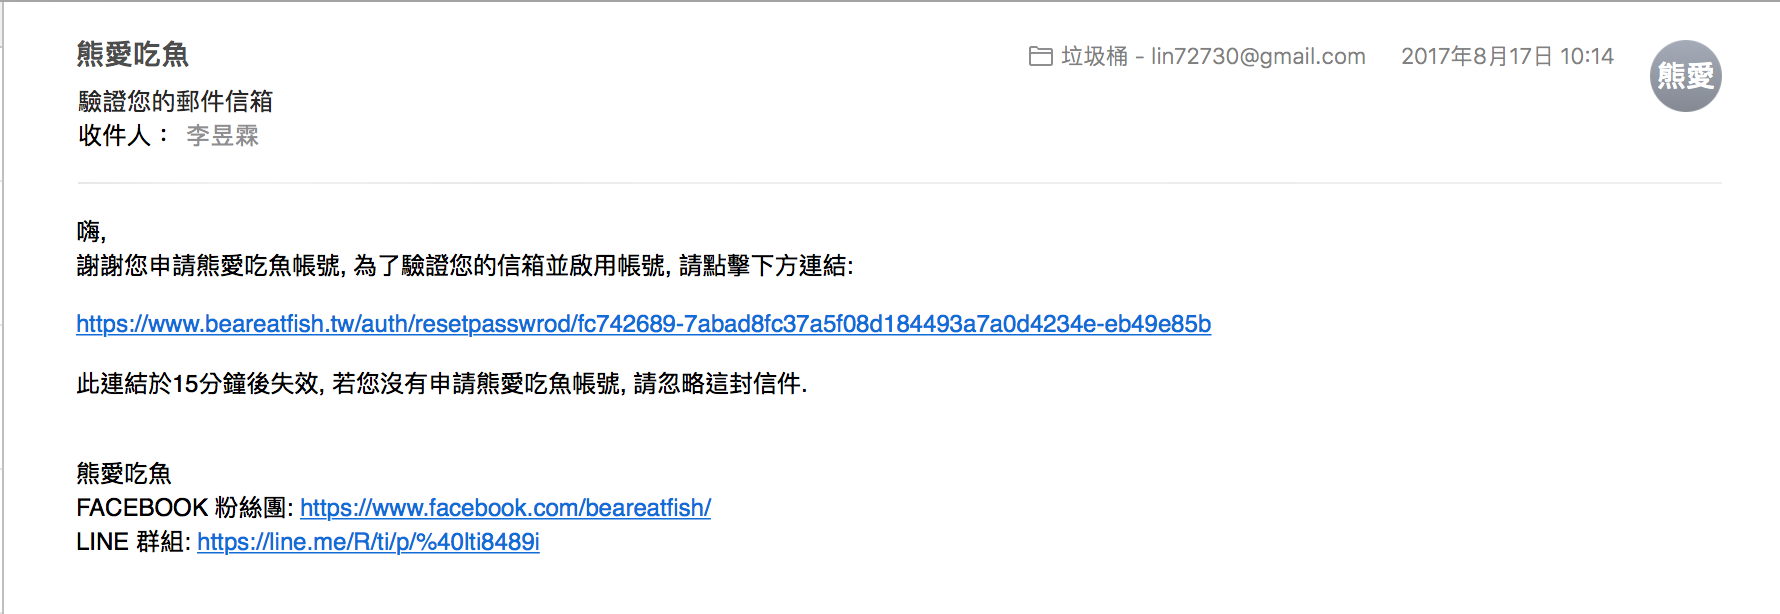 熊愛吃魚
垃圾桶 - lin72730@gmail.com 2017年8月17日 10:14
熊愛
驗證您的郵件信箱
收件人： 李昱霖
嗨,
謝謝您申請熊愛吃魚帳號, 為了驗證您的信箱並啟用帳號, 請點擊下方連結:
https://www.beareatfish.tw/auth/resetpasswrod/fc742689-7abad8fc37a5f08d184493a7a0d4234e-eb49e85b
此連結於15分鐘後失效, 若您沒有申請熊愛吃魚帳號, 請忽略這封信件.
熊愛吃魚
FACEBOOK 粉絲團: https://www.facebook.com/beareatfish/
LINE 群組: https://line.me/R/ti/p/%40lti8489i